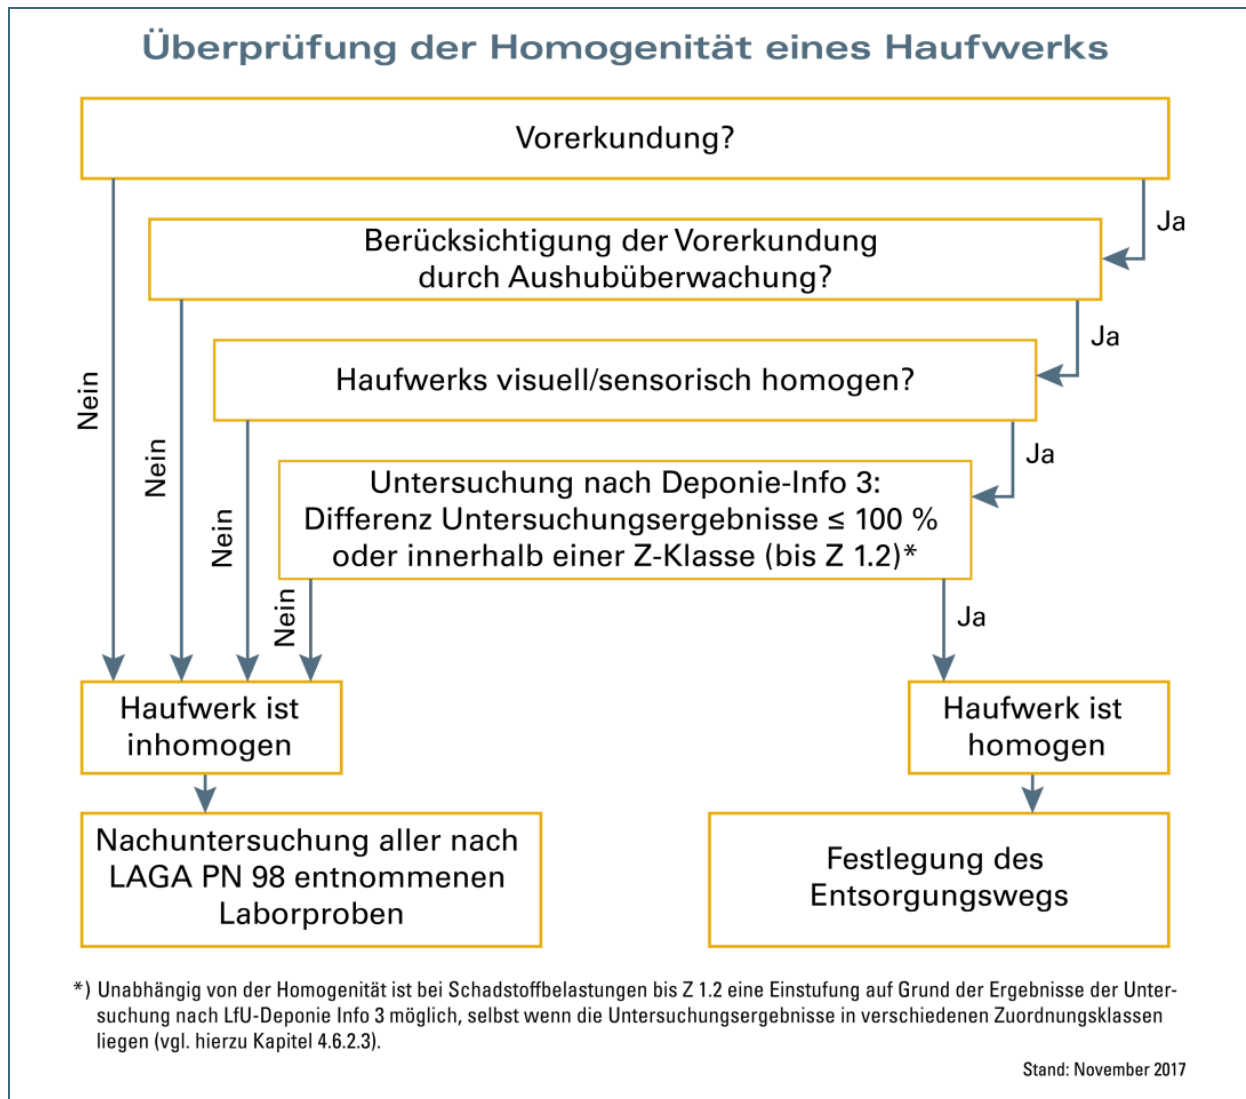 Überprüfung der Homogenität eines Haufwerks
Vorerkundung?
Ja
Berücksichtigung der Vorerkundung
durch Aushubüberwachung?
Ja
Haufwerks visuell/sensorisch homogen?
Ja
Untersuchung nach Deponie-Info 3:
Differenz Untersuchungsergebnisse ≤ 100 %
oder innerhalb einer Z-Klasse (bis Z 1.2)*
Nein
Nein
Nein
Nein
Ja
Haufwerk ist
inhomogen
Haufwerk ist
homogen
Nachuntersuchung aller nach
LAGA PN 98 entnommenen
Laborproben
Festlegung des
Entsorgungswegs
*) Unabhängig von der Homogenität ist bei Schadstoffbelastungen bis Z 1.2 eine Einstufung auf Grund der Ergebnisse der Unter-
suchung nach LfU-Deponie Info 3 möglich, selbst wenn die Untersuchungsergebnisse in verschiedenen Zuordnungsklassen
liegen (vgl. hierzu Kapitel 4.6.2.3).
Stand: November 2017